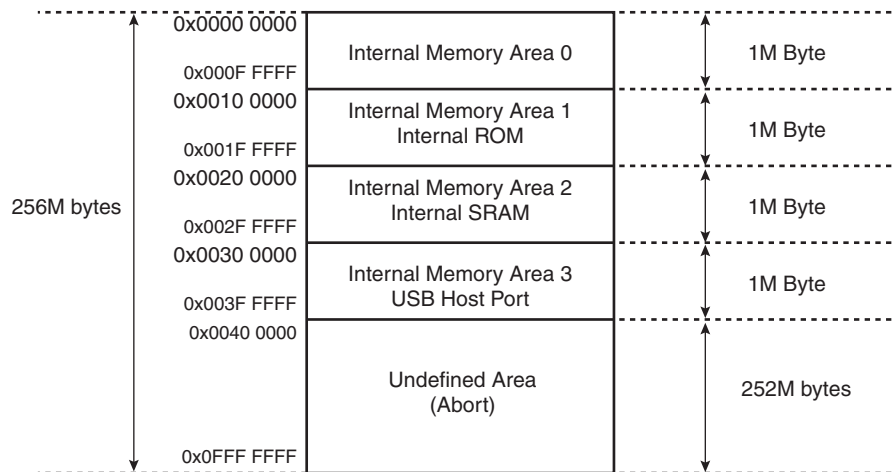 0x0000 0000
Internal Memory Area 0
1M Byte
0x000F FFFF
0x0010 0000
Internal Memory Area 1
Internal ROM
1M Byte
0x001F FFFF
0x0020 0000
256M bytes
Internal Memory Area 2
Internal SRAM
1M Byte
0x002F FFFF
0x0030 0000
Internal Memory Area 3
USB Host Port
1M Byte
0x003F FFFF
0x0040 0000
Undefined Area
(Abort)
252M bytes
0x0FFF FFFF